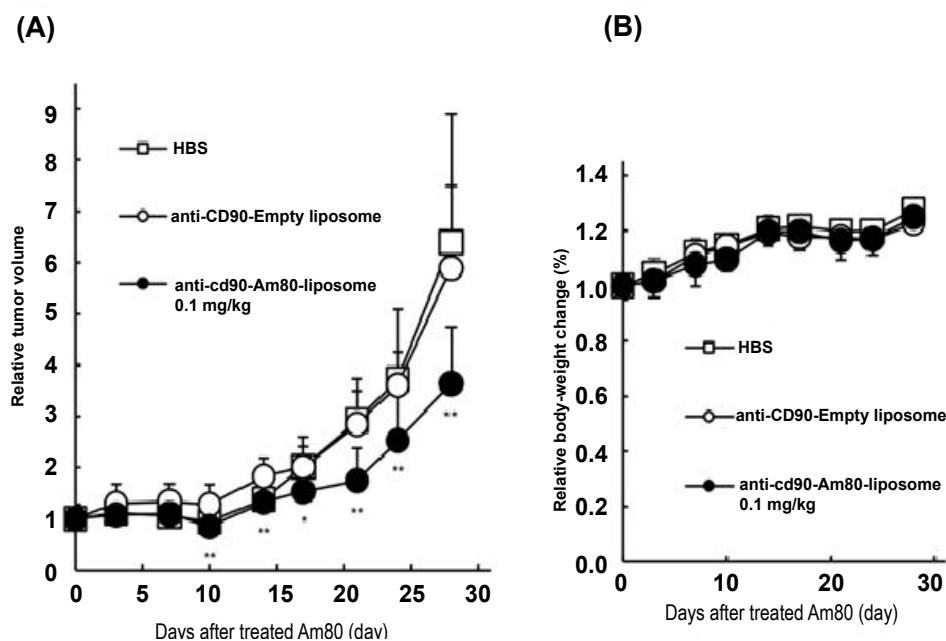 (A)
9
8
7
6
5
4
3
2
1
0
Relative tumor volume
HBS
anti-CD90-Empty liposome
anti-cd90-Am80-liposome
0.1 mg/kg
**
**
*
**
**
**
0 5 10 15 20 25 30
Days after treated Am80 (day)
(B)
1.4
1.2
1.0
0.8
0.6
0.4
0.2
0.0
Relative body-weight change (%)
HBS
anti-CD90-Empty liposome
anti-cd90-Am80-liposome
0.1 mg/kg
0 10 20 30
Days after treated Am80 (day)